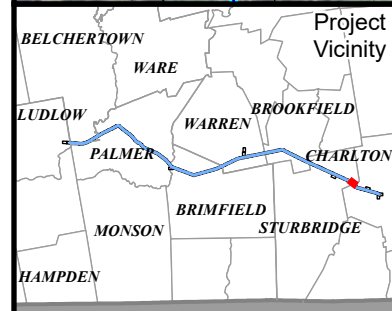 Project
Vicinity
BELCHERTOWN
WARE
BROOKFIELD
LUDLOW
WARREN
PALMER
CHARLTON
BRIMFIELD
STURBRIDGE
MONSON
HAMPDEN